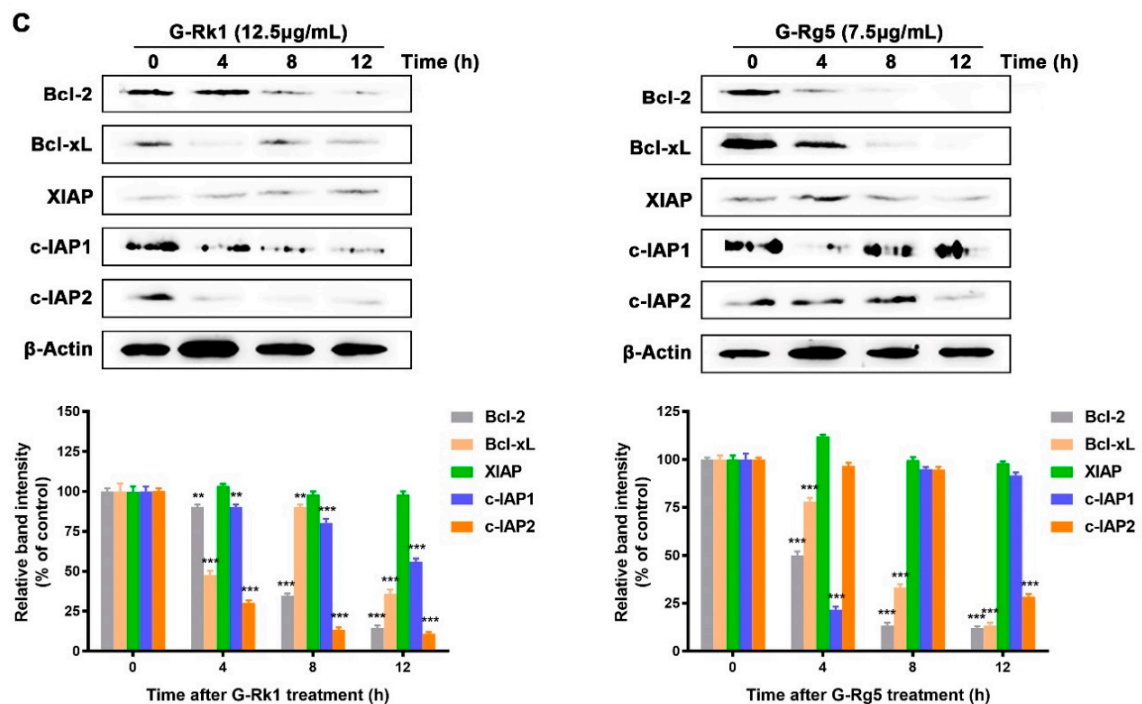 C
G-Rk1 (12.5μg/mL)
0 4 8 12 Time (h)
Bcl-2
Bcl-xL
XIAP
c-IAP1
c-IAP2
β-Actin
G-Rg5 (7.5μg/mL)
0 4 8 12 Time (h)
Bcl-2
Bcl-xL
XIAP
c-IAP1
c-IAP2
β-Actin
Relative band intensity
(% of control)
150
125
100
75
50
25
0
** *** ** ***
*** ** *** ***
*** *** *** ***
0 4 8 12
Time after G-Rk1 treatment (h)
Bcl-2
Bcl-xL
XIAP
c-IAP1
c-IAP2
Relative band intensity
(% of control)
125
100
75
50
25
0
*** *** ***
*** ***
*** *** ***
0 4 8 12
Time after G-Rg5 treatment (h)
Bcl-2
Bcl-xL
XIAP
c-IAP1
c-IAP2